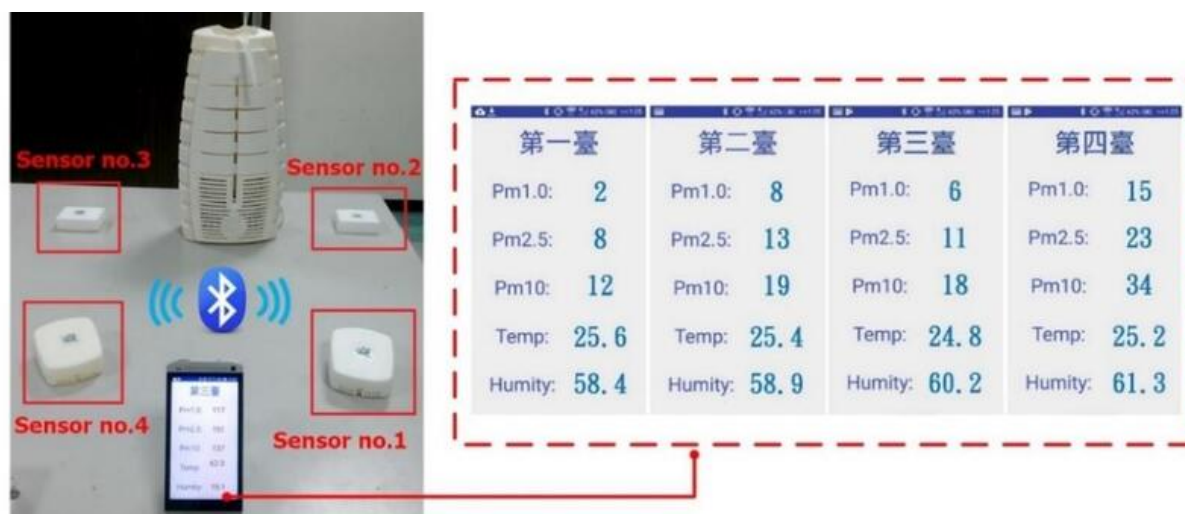 Sensor no.3
Sensor no.2
Sensor no.4
Sensor no.1
第三臺
第一臺
Pm1.0: 2
Pm2.5: 8
Pm10: 12
Temp: 25.6
Humity: 58.4
第二臺
Pm1.0: 8
Pm2.5: 13
Pm10: 19
Temp: 25.4
Humity: 58.9
第三臺
Pm1.0: 6
Pm2.5: 11
Pm10: 18
Temp: 24.8
Humity: 60.2
第四臺
Pm1.0: 15
Pm2.5: 23
Pm10: 34
Temp: 25.2
Humity: 61.3